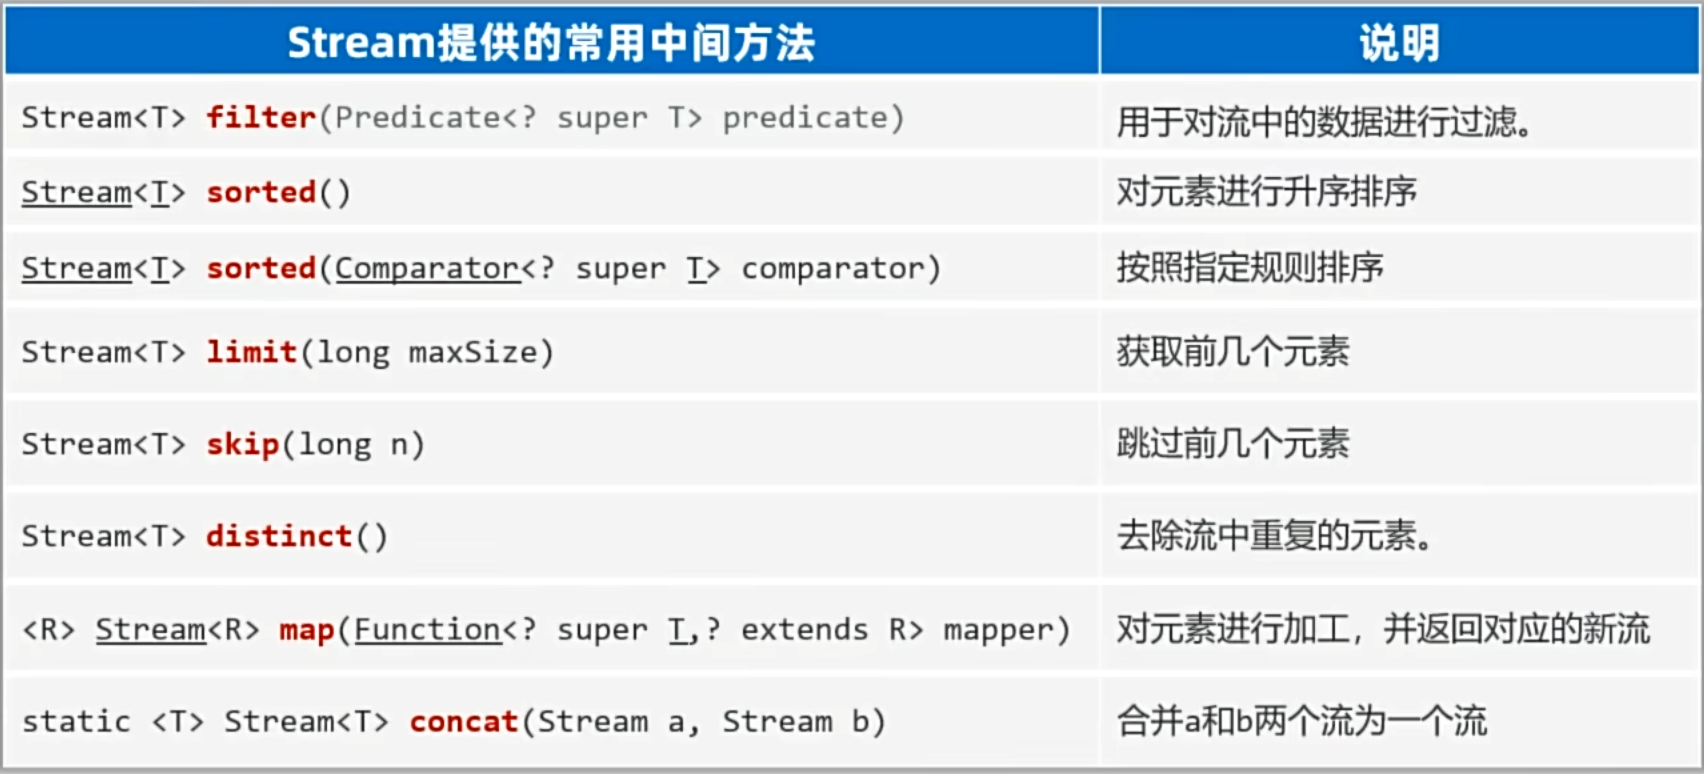 Stream提供的常用中间方法 说明
Stream<T> filter(Predicate<? super T> predicate) 用于对流中的数据进行过滤。
Stream<T> sorted() 对元素进行升序排序
Stream<T> sorted(Comparator<? super T> comparator) 按照指定规则排序
Stream<T> limit(long maxSize) 获取前几个元素
Stream<T> skip(long n) 跳过前几个元素
Stream<T> distinct() 去除流中重复的元素。
<R> Stream<R> map(Function<? super T,? extends R> mapper) 对元素进行加工，并返回对应的新流
static <T> Stream<T> concat(Stream a, Stream b) 合并a和b两个流为一个流